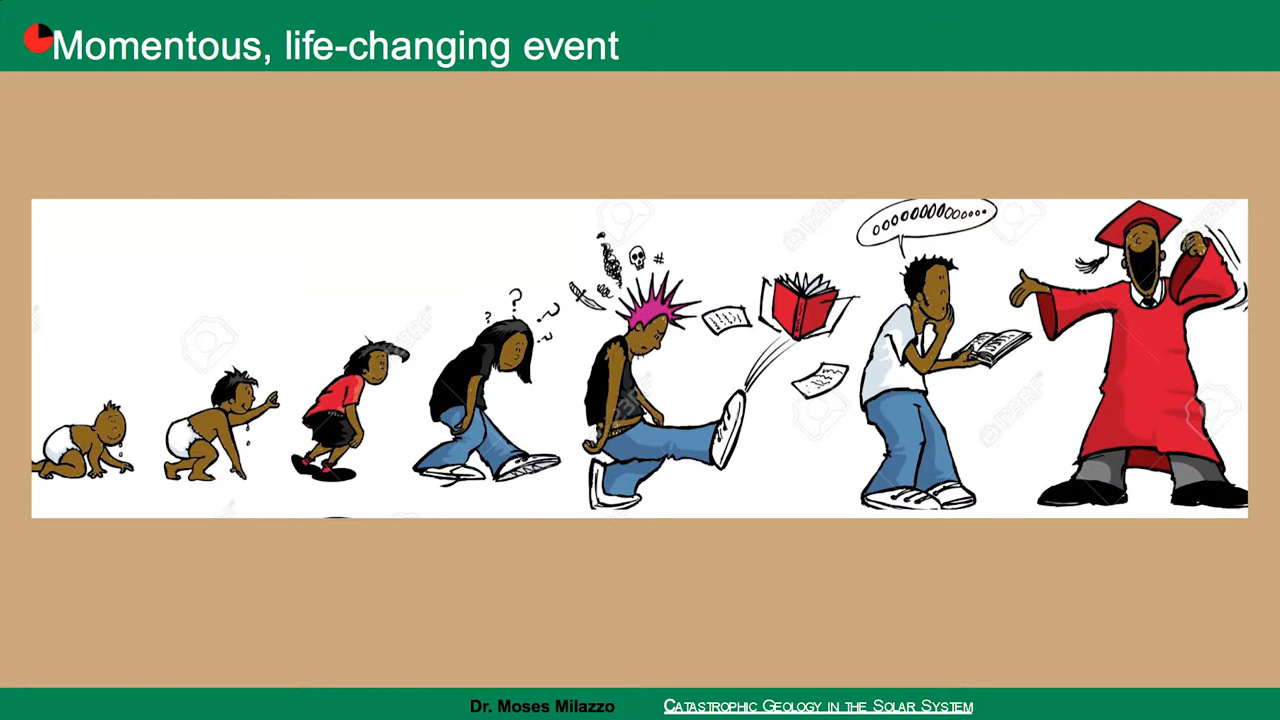 Momentous, life-changing event
?
?
?
?
#
Dr. Moses Milazzo
CATASTROPHIC GEOLOGY IN THE SOLAR SYSTEM